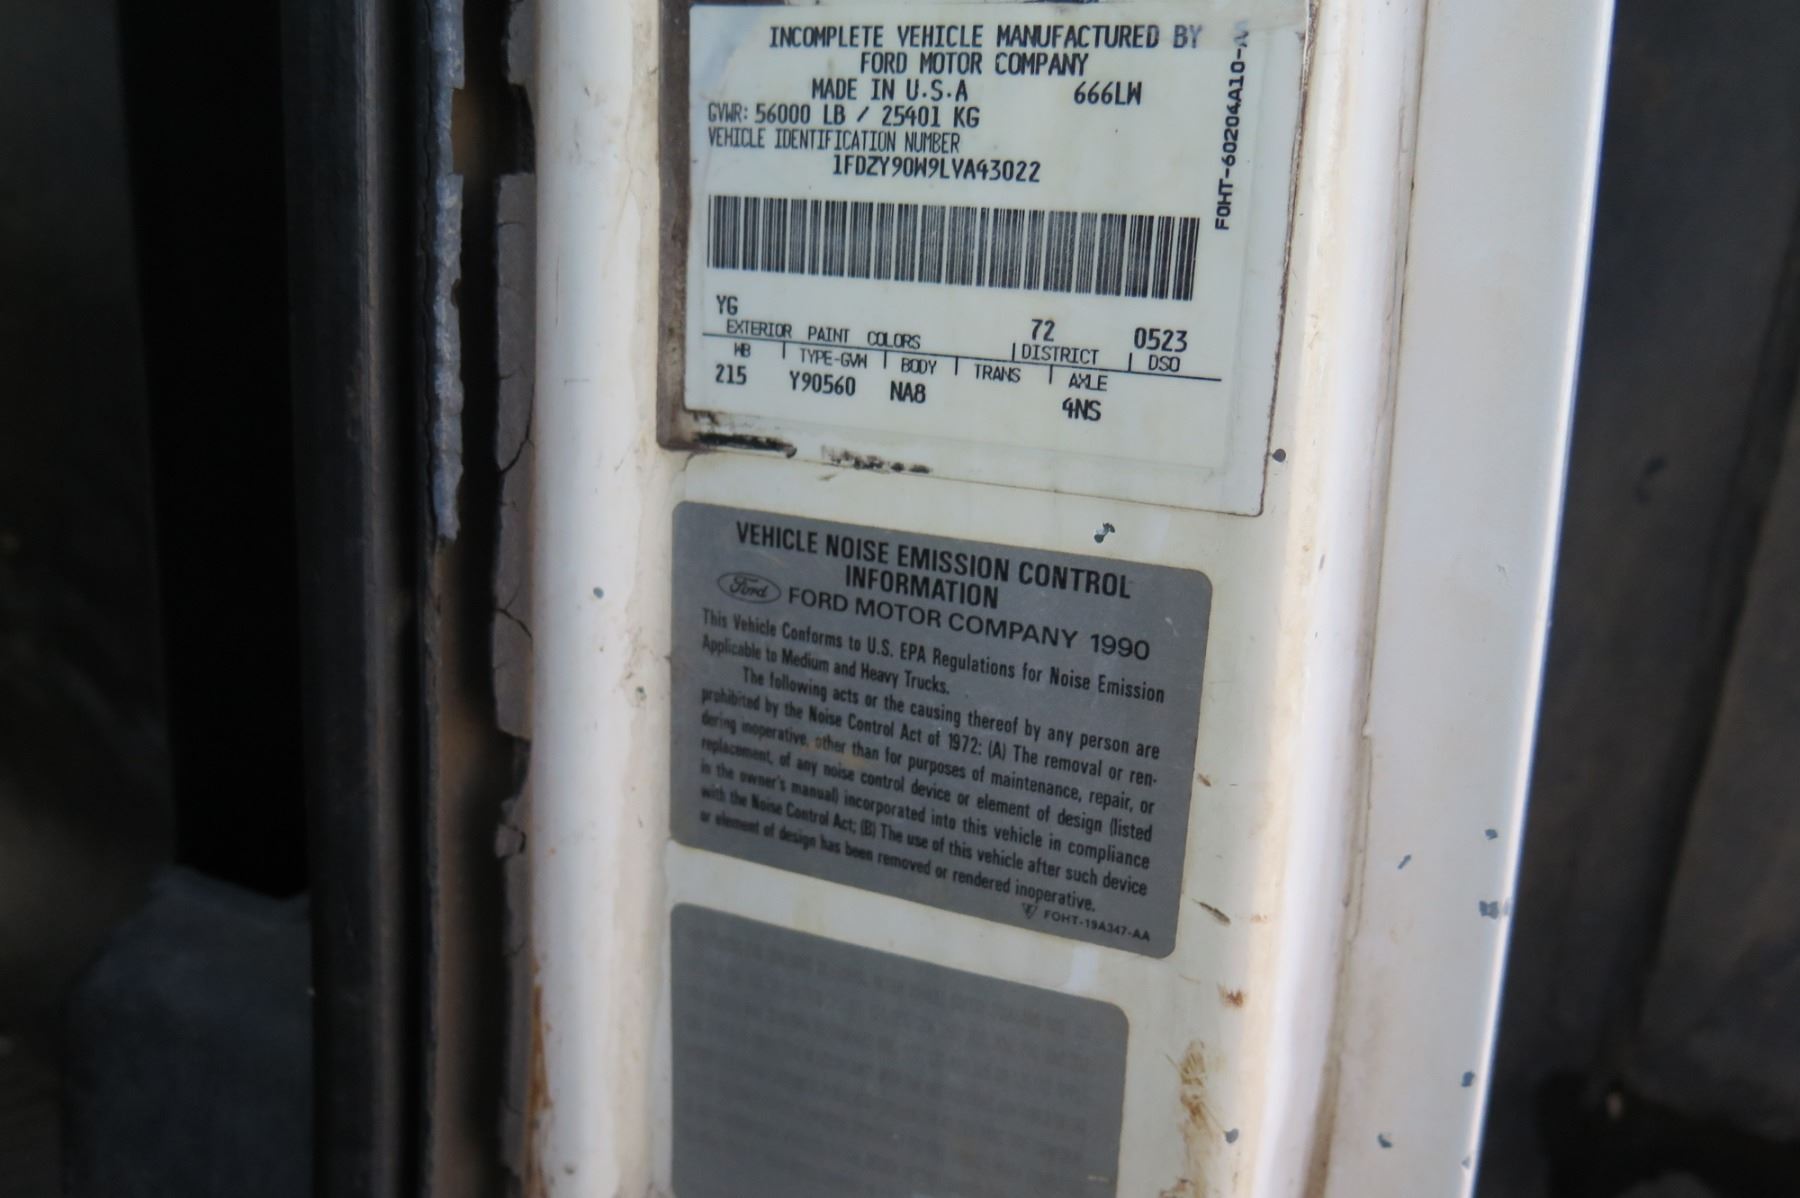 INCOMPLETE VEHICLE MANUFACTURED BY
FORD MOTOR COMPANY
MADE IN U.S.A 666LW
GVWR: 56000 LB / 25401 KG
VEHICLE IDENTIFICATION NUMBER
1FDZY90W9LVA43022
F0HT-60204A10-A
YG 72 0523
EXTERIOR PAINT COLORS DISTRICT DSO
WB TYPE-GVW BODY TRANS AXLE
215 Y90560 NA8 4NS
VEHICLE NOISE EMISSION CONTROL
INFORMATION
Ford FORD MOTOR COMPANY 1990
This Vehicle Conforms to U.S. EPA Regulations for Noise Emission
Applicable to Medium and Heavy Trucks.
The following acts or the causing thereof by any person are
prohibited by the Noise Control Act of 1972: (A) The removal or ren-
dering inoperative, other than for purposes of maintenance, repair, or
replacement, of any noise control device or element of design (listed
in the owner's manual) incorporated into this vehicle in compliance
with the Noise Control Act; (B) The use of this vehicle after such device
or element of design has been removed or rendered inoperative.
F0HT-19A347-AA